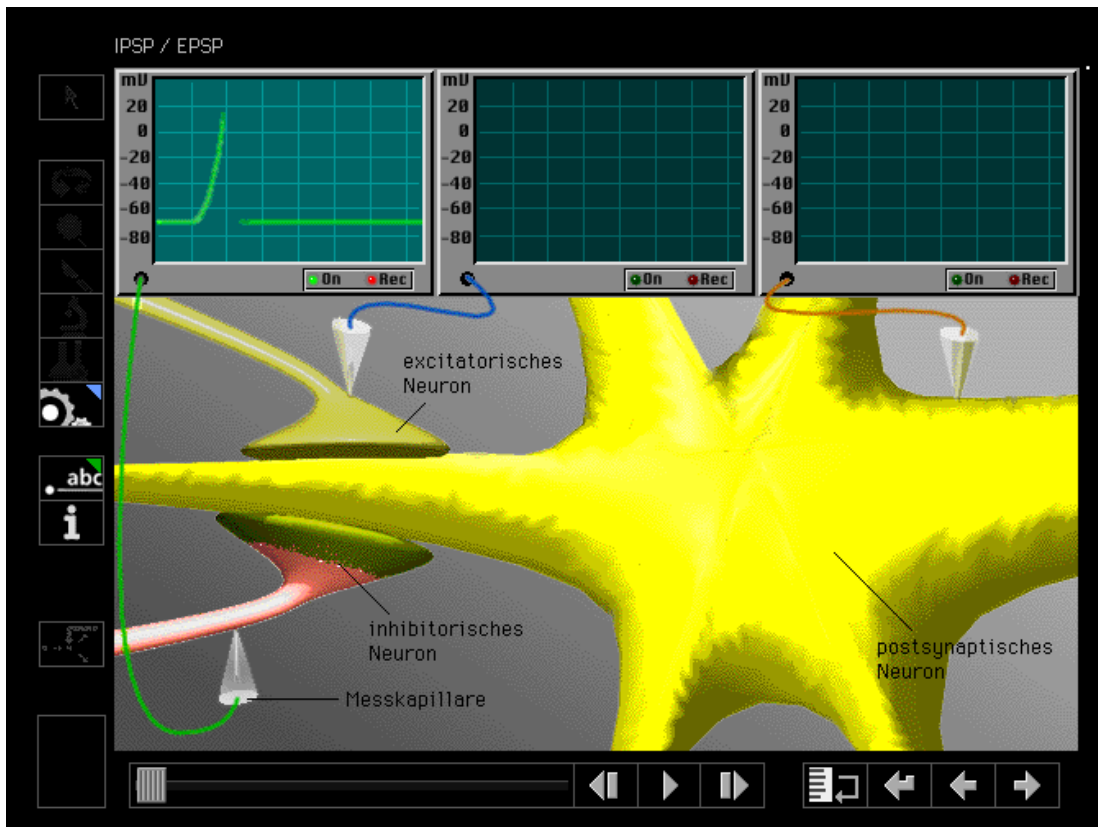 IPSP / EPSP
mV
20
0
-20
-40
-60
-80
On Rec
mV
20
0
-20
-40
-60
-80
On Rec
mV
20
0
-20
-40
-60
-80
On Rec
excitatorisches
Neuron
abc
i
inhibitorisches
Neuron
postsynaptisches
Neuron
Messkapillare